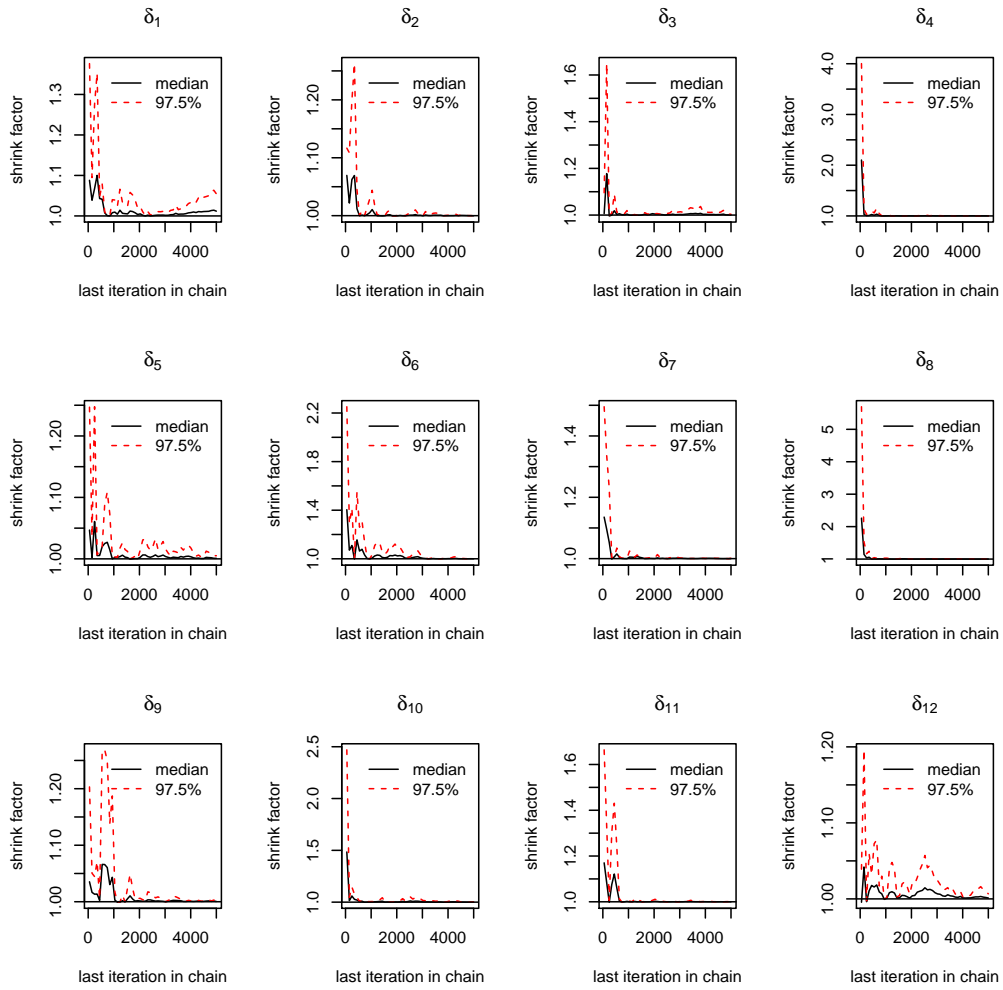 δ1
δ2
δ3
δ4
shrink factor
1.0 1.1 1.2 1.3
median
97.5%
0 2000 4000
last iteration in chain
shrink factor
1.00 1.10 1.20
median
97.5%
0 2000 4000
last iteration in chain
shrink factor
1.0 1.2 1.4 1.6
median
97.5%
0 2000 4000
last iteration in chain
shrink factor
1.0 2.0 3.0 4.0
median
97.5%
0 2000 4000
last iteration in chain
δ5
δ6
δ7
δ8
shrink factor
1.00 1.10 1.20
median
97.5%
0 2000 4000
last iteration in chain
shrink factor
1.0 1.4 1.8 2.2
median
97.5%
0 2000 4000
last iteration in chain
shrink factor
1.0 1.2 1.4
median
97.5%
0 2000 4000
last iteration in chain
shrink factor
1 2 3 4 5
median
97.5%
0 2000 4000
last iteration in chain
δ9
δ10
δ11
δ12
shrink factor
1.00 1.10 1.20
median
97.5%
0 2000 4000
last iteration in chain
shrink factor
1.0 1.5 2.0 2.5
median
97.5%
0 2000 4000
last iteration in chain
shrink factor
1.0 1.2 1.4 1.6
median
97.5%
0 2000 4000
last iteration in chain
shrink factor
1.00 1.10 1.20
median
97.5%
0 2000 4000
last iteration in chain